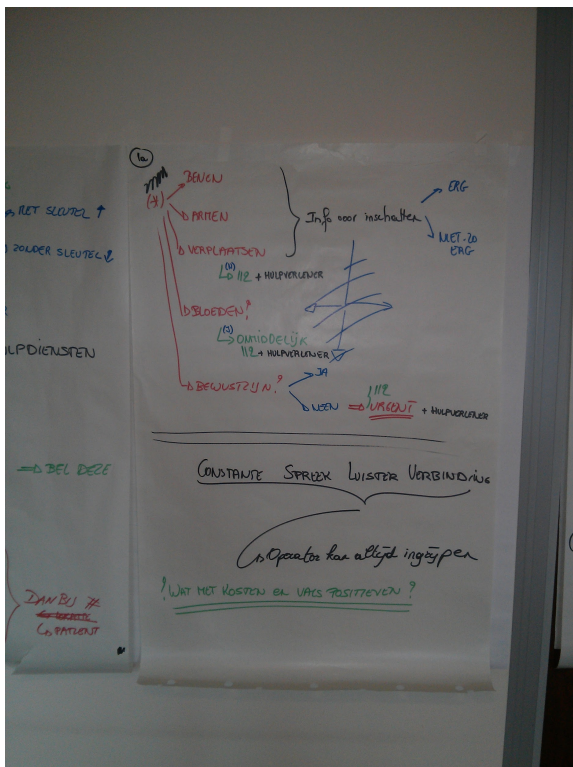 MET SLEUTEL ↑
ZONDER SLEUTEL ↓
LPDIENSTEN
⇒ BEL DEZE
DAN BIJ #
↳ PATIENT
1a
BENEN
ARMEN
VERPLAATSEN
Info voor inschatten
ERG
NIET-ZO
ERG
↳ 112 + HULPVERLENER
BLOEDEN?
(J)
↳ ONMIDDELIJK
112 + HULPVERLENER
BEWUSTZIJN?
JA
NEEN ⇒ URGENT + HULPVERLENER
112
CONSTANTE SPREEK LUISTER VERBINDING
↳ Operator kan altijd ingrijpen
? WAT MET KOSTEN EN VALS POSITIEVEN ?